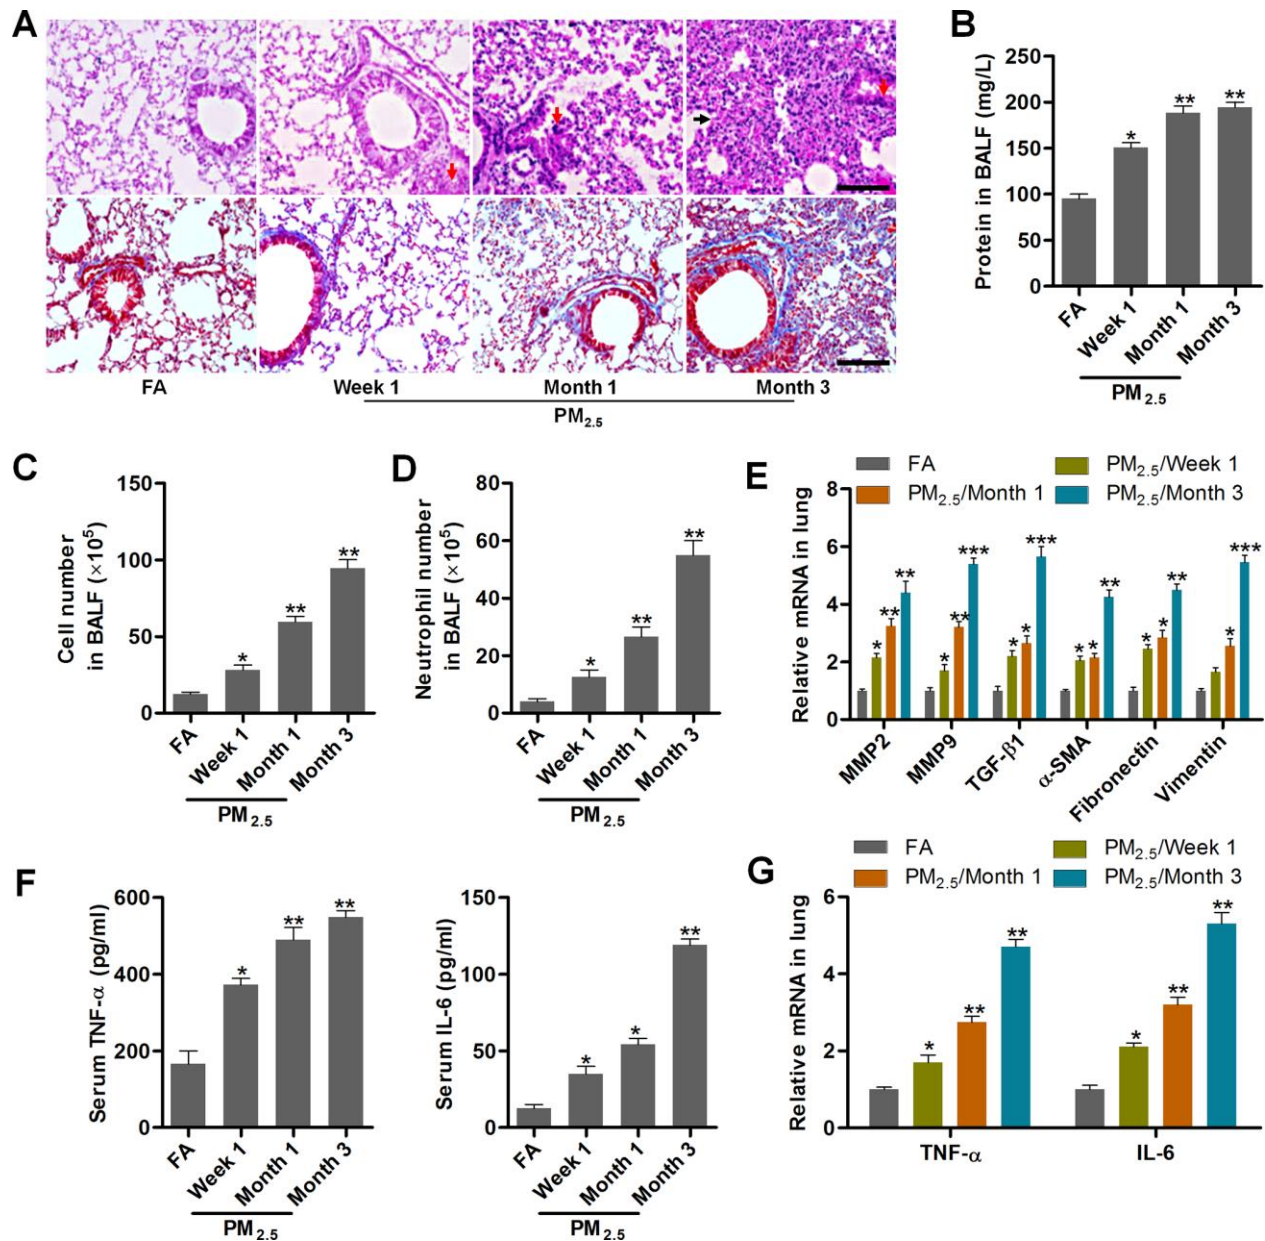 A
FA
Week 1
Month 1
Month 3
PM2.5
B
Protein in BALF (mg/L)
250
200
150
100
50
0
*
**
**
FA
Week 1
Month 1
Month 3
PM2.5
C
Cell number
in BALF (×10⁵)
150
100
50
0
*
**
**
FA
Week 1
Month 1
Month 3
PM2.5
D
Neutrophil number
in BALF (×10⁵)
80
60
40
20
0
*
**
**
FA
Week 1
Month 1
Month 3
PM2.5
E
FA
PM2.5/Week 1
PM2.5/Month 1
PM2.5/Month 3
Relative mRNA in lung
8
6
4
2
0
* ** **
* ** ***
* * ***
* * **
* * **
* ***
MMP2
MMP9
TGF-β1
α-SMA
Fibronectin
Vimentin
F
Serum TNF-α (pg/ml)
600
400
200
0
*
**
**
FA
Week 1
Month 1
Month 3
PM2.5
Serum IL-6 (pg/ml)
150
100
50
0
*
*
**
FA
Week 1
Month 1
Month 3
PM2.5
G
FA
PM2.5/Week 1
PM2.5/Month 1
PM2.5/Month 3
Relative mRNA in lung
6
4
2
0
* ** **
* ** **
TNF-α
IL-6